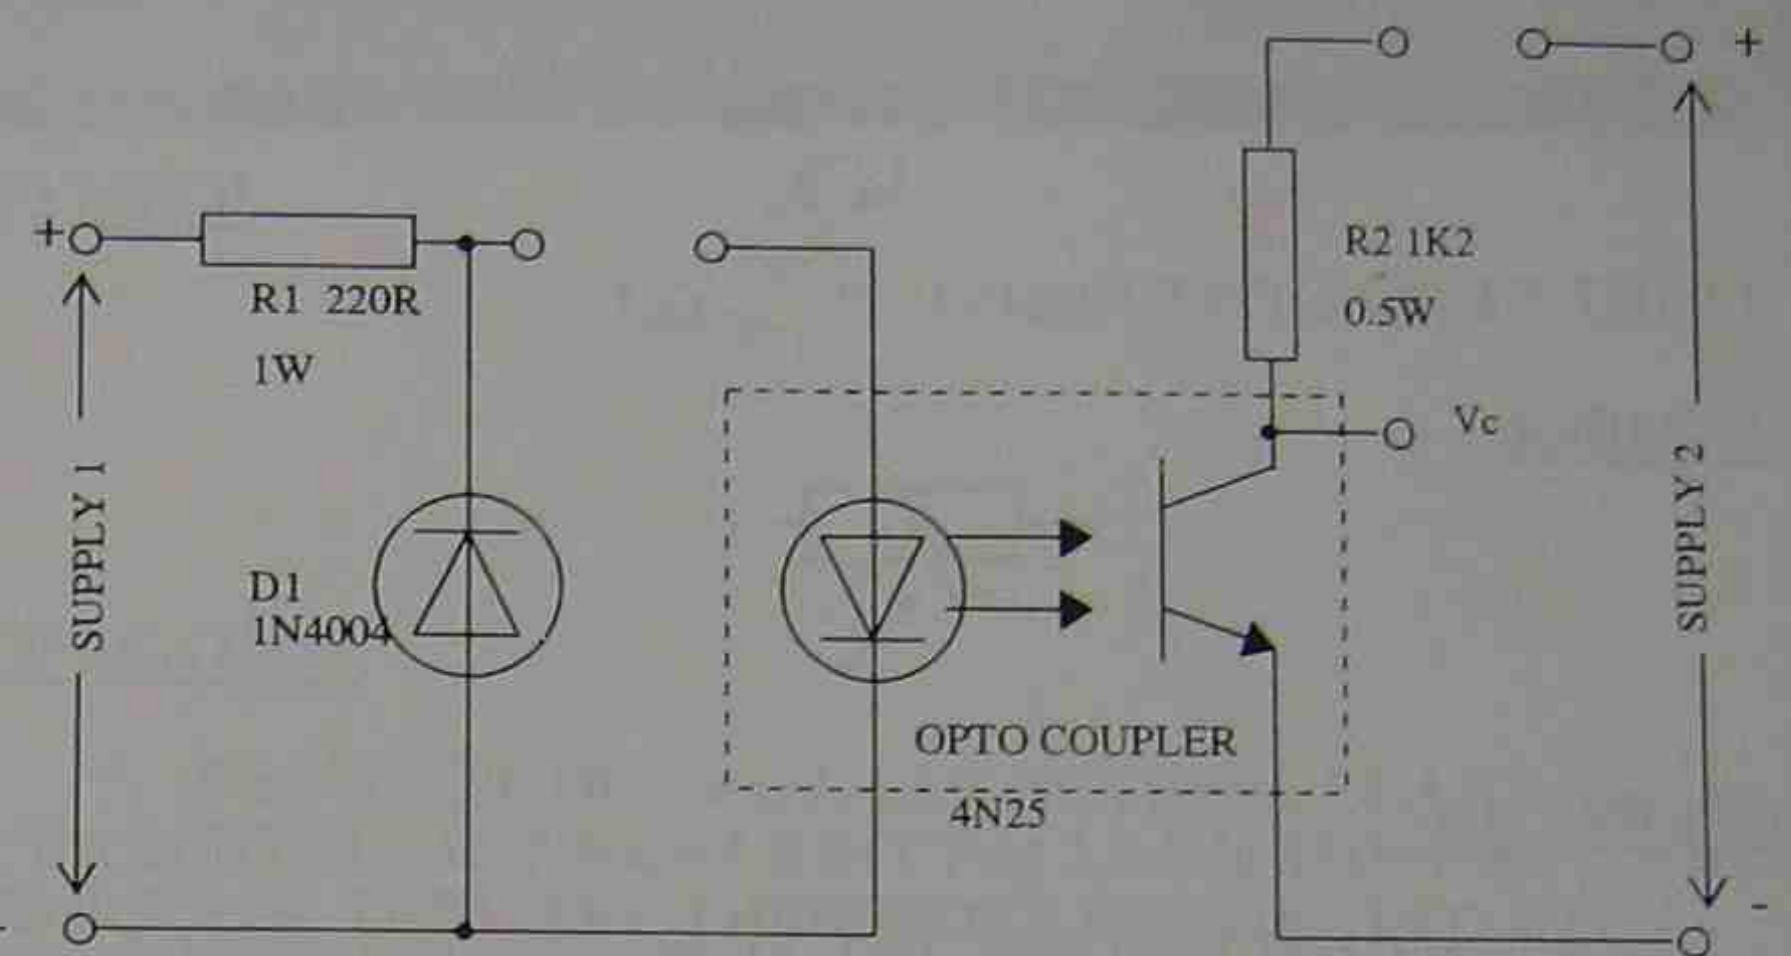 +
+
R1 220R
1W
R2 1K2
0.5W
Vc
SUPPLY 1
SUPPLY 2
D1
1N4004
OPTO COUPLER
4N25
-
-